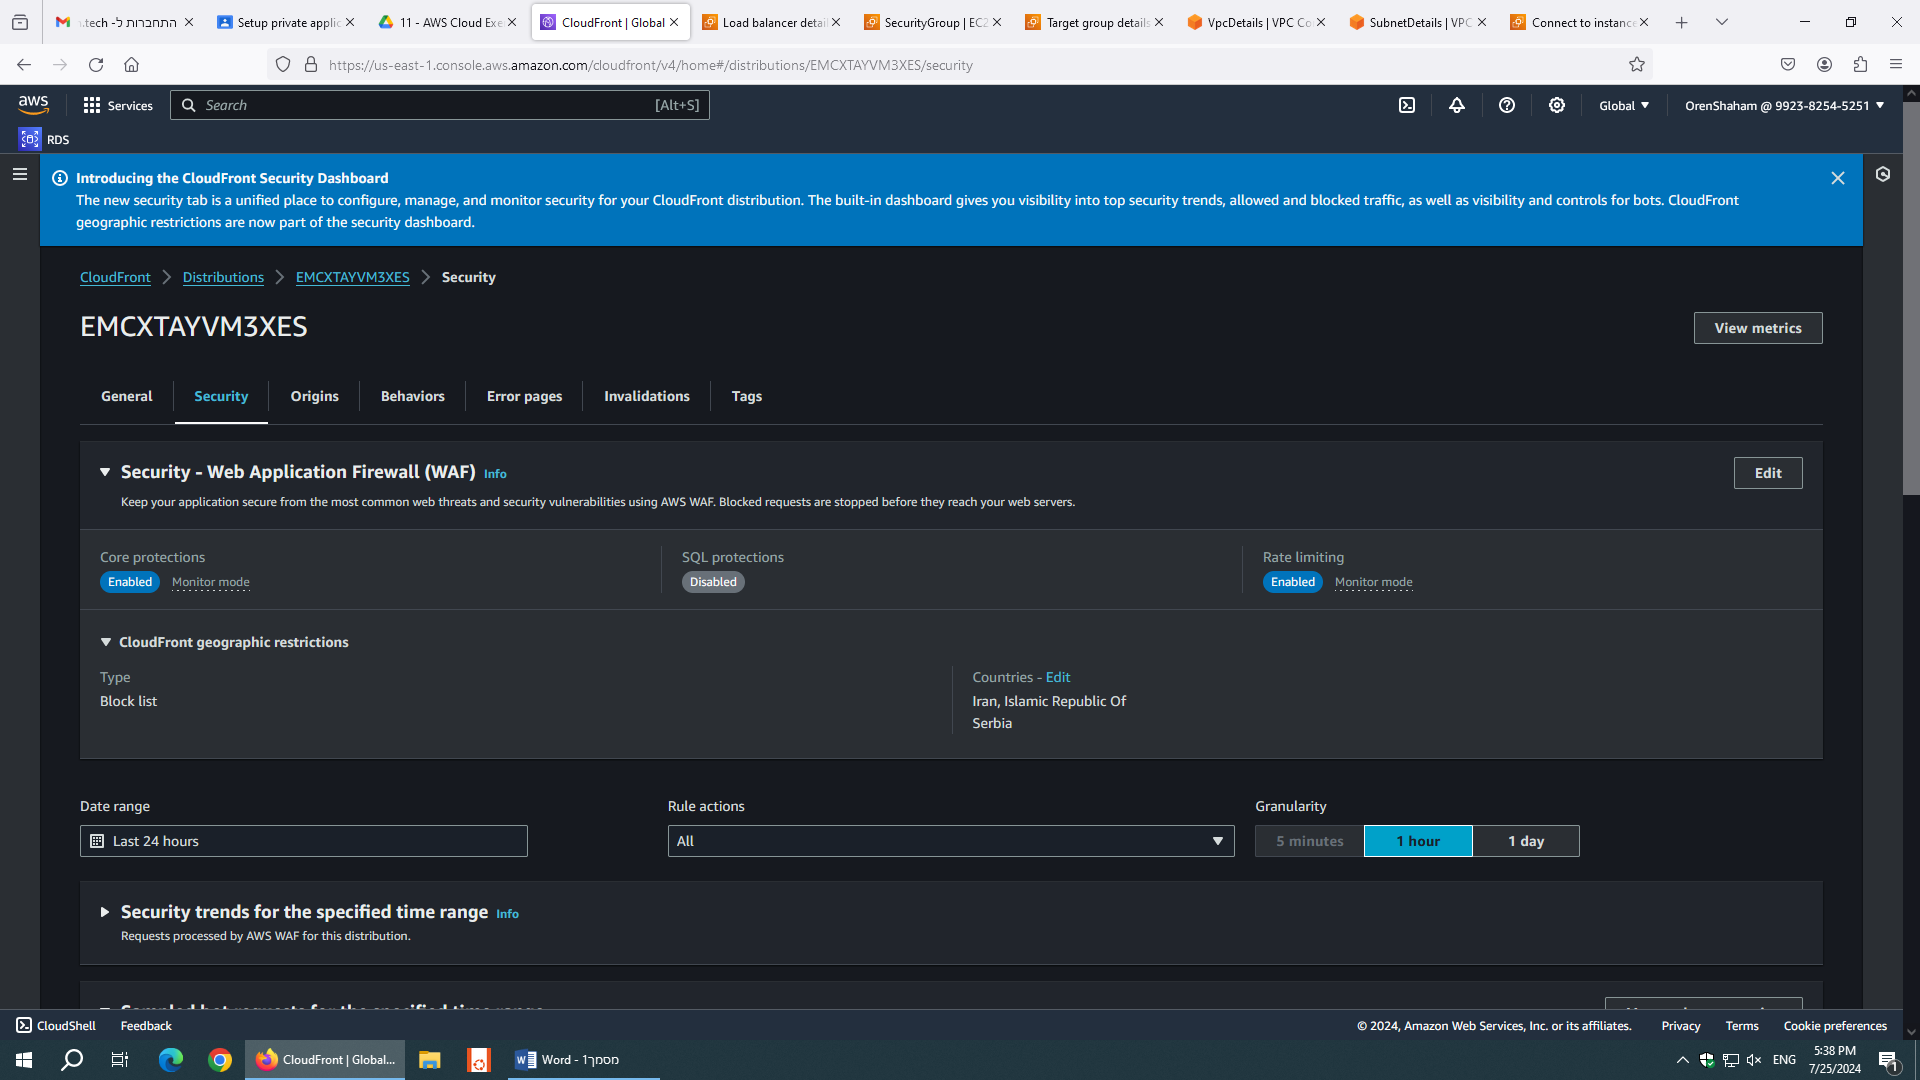 התחברות ל- n.tech
Setup private applic
11 - AWS Cloud Exe
CloudFront | Global
Load balancer detail
SecurityGroup | EC2
Target group details
VpcDetails | VPC Co
SubnetDetails | VPC
Connect to instance
https://us-east-1.console.aws.amazon.com/cloudfront/v4/home#/distributions/EMCXTAYVM3XES/security
aws
Services
Search
[Alt+S]
Global
OrenShaham @ 9923-8254-5251
RDS
Introducing the CloudFront Security Dashboard
The new security tab is a unified place to configure, manage, and monitor security for your CloudFront distribution. The built-in dashboard gives you visibility into top security trends, allowed and blocked traffic, as well as visibility and controls for bots. CloudFront
geographic restrictions are now part of the security dashboard.
CloudFront
Distributions
EMCXTAYVM3XES
Security
EMCXTAYVM3XES
View metrics
General
Security
Origins
Behaviors
Error pages
Invalidations
Tags
Security - Web Application Firewall (WAF) Info
Edit
Keep your application secure from the most common web threats and security vulnerabilities using AWS WAF. Blocked requests are stopped before they reach your web servers.
Core protections
Enabled Monitor mode
SQL protections
Disabled
Rate limiting
Enabled Monitor mode
CloudFront geographic restrictions
Type
Block list
Countries - Edit
Iran, Islamic Republic Of
Serbia
Date range
Last 24 hours
Rule actions
All
Granularity
5 minutes
1 hour
1 day
Security trends for the specified time range Info
Requests processed by AWS WAF for this distribution.
Sampled bot requests for the specified time range
CloudShell
Feedback
© 2024, Amazon Web Services, Inc. or its affiliates.
Privacy
Terms
Cookie preferences
CloudFront | Global...
Word - מסמך1
ENG
5:38 PM
7/25/2024
1